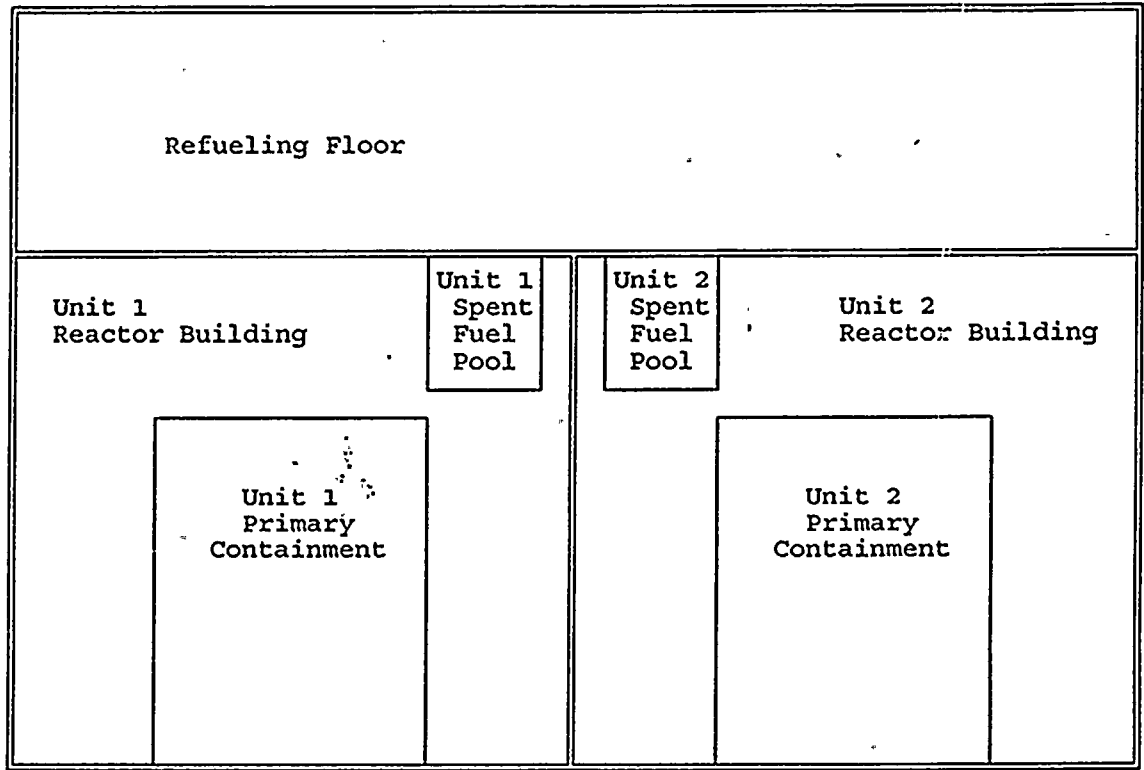 Refueling Floor
Unit 1
Reactor Building
Unit 1
Spent
Fuel
Pool
Unit 2
Spent
Fuel
Pool
Unit 2
Reactor Building
Unit 1
Primary
Containment
Unit 2
Primary
Containment